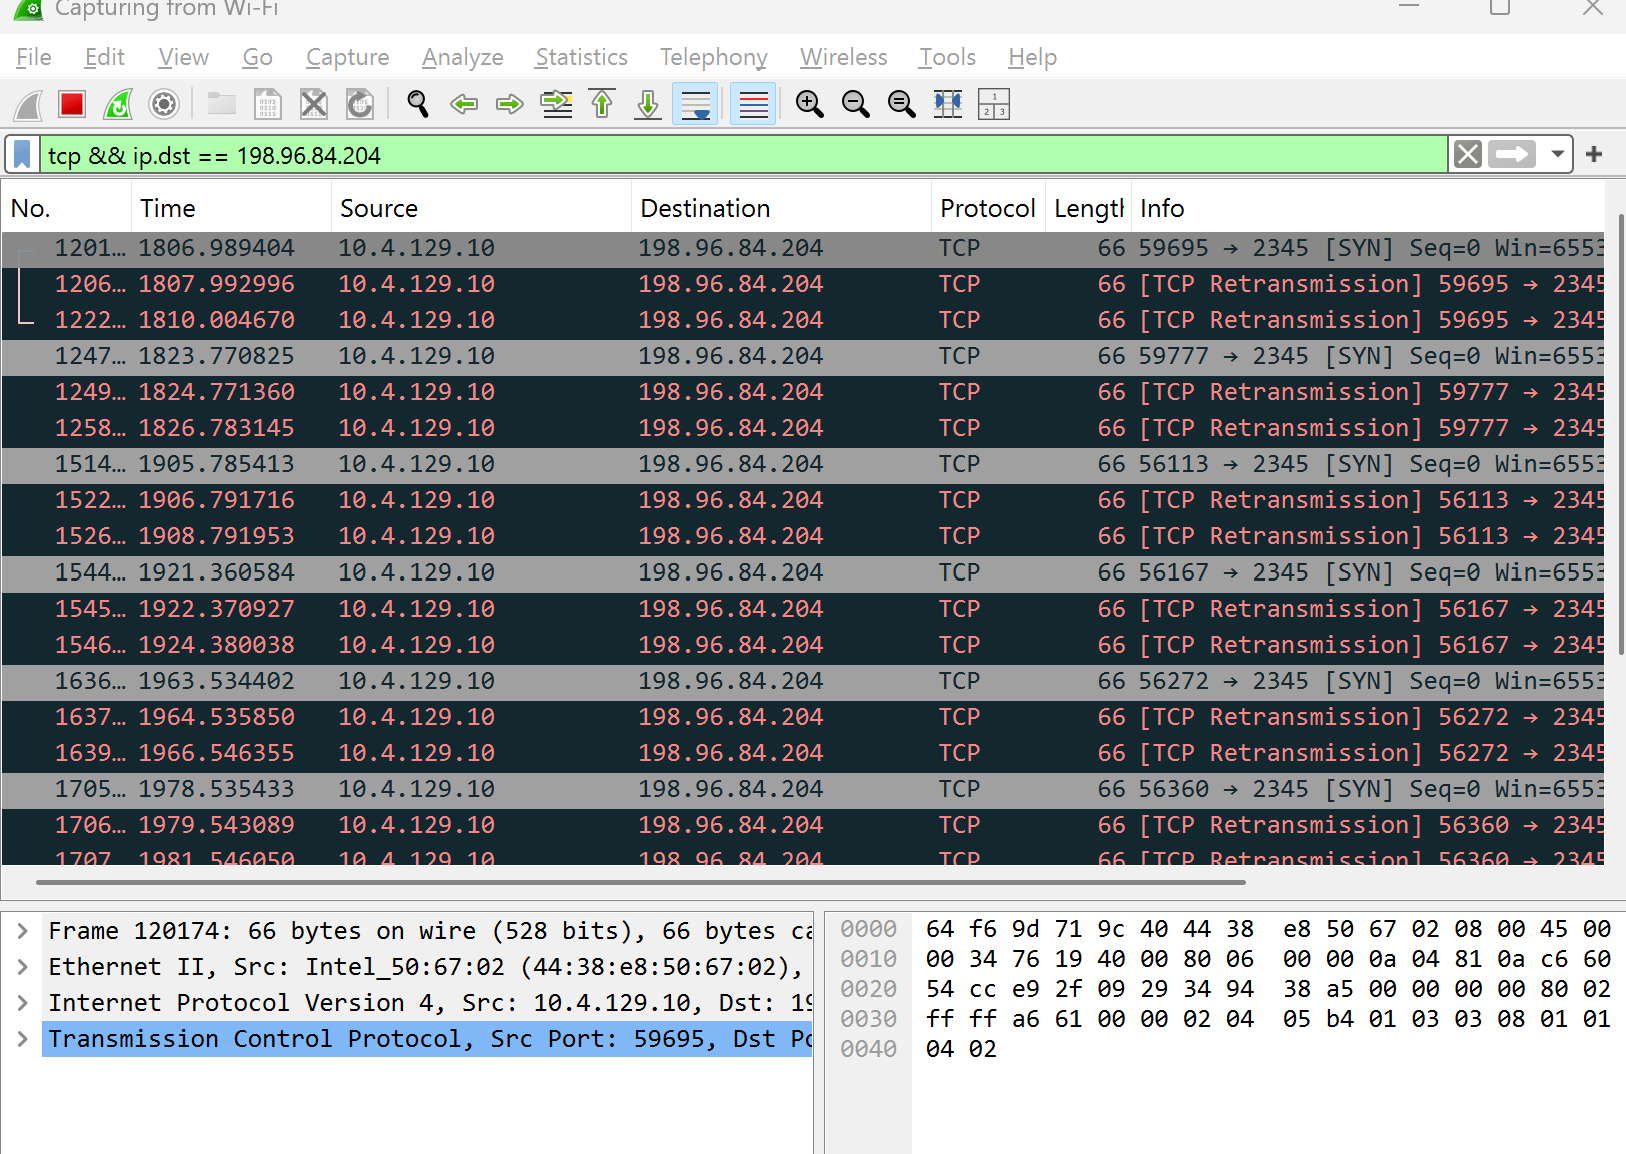 Capturing from Wi-Fi
File Edit View Go Capture Analyze Statistics Telephony Wireless Tools Help
tcp && ip.dst == 198.96.84.204
No. Time Source Destination Protocol Length Info
1201… 1806.989404 10.4.129.10 198.96.84.204 TCP 66 59695 → 2345 [SYN] Seq=0 Win=6553
1206… 1807.992996 10.4.129.10 198.96.84.204 TCP 66 [TCP Retransmission] 59695 → 2345
1222… 1810.004670 10.4.129.10 198.96.84.204 TCP 66 [TCP Retransmission] 59695 → 2345
1247… 1823.770825 10.4.129.10 198.96.84.204 TCP 66 59777 → 2345 [SYN] Seq=0 Win=6553
1249… 1824.771360 10.4.129.10 198.96.84.204 TCP 66 [TCP Retransmission] 59777 → 2345
1258… 1826.783145 10.4.129.10 198.96.84.204 TCP 66 [TCP Retransmission] 59777 → 2345
1514… 1905.785413 10.4.129.10 198.96.84.204 TCP 66 56113 → 2345 [SYN] Seq=0 Win=6553
1522… 1906.791716 10.4.129.10 198.96.84.204 TCP 66 [TCP Retransmission] 56113 → 2345
1526… 1908.791953 10.4.129.10 198.96.84.204 TCP 66 [TCP Retransmission] 56113 → 2345
1544… 1921.360584 10.4.129.10 198.96.84.204 TCP 66 56167 → 2345 [SYN] Seq=0 Win=6553
1545… 1922.370927 10.4.129.10 198.96.84.204 TCP 66 [TCP Retransmission] 56167 → 2345
1546… 1924.380038 10.4.129.10 198.96.84.204 TCP 66 [TCP Retransmission] 56167 → 2345
1636… 1963.534402 10.4.129.10 198.96.84.204 TCP 66 56272 → 2345 [SYN] Seq=0 Win=6553
1637… 1964.535850 10.4.129.10 198.96.84.204 TCP 66 [TCP Retransmission] 56272 → 2345
1639… 1966.546355 10.4.129.10 198.96.84.204 TCP 66 [TCP Retransmission] 56272 → 2345
1705… 1978.535433 10.4.129.10 198.96.84.204 TCP 66 56360 → 2345 [SYN] Seq=0 Win=6553
1706… 1979.543089 10.4.129.10 198.96.84.204 TCP 66 [TCP Retransmission] 56360 → 2345
1707… 1981.546050 10.4.129.10 198.96.84.204 TCP 66 [TCP Retransmission] 56360 → 2345
Frame 120174: 66 bytes on wire (528 bits), 66 bytes ca
Ethernet II, Src: Intel_50:67:02 (44:38:e8:50:67:02),
Internet Protocol Version 4, Src: 10.4.129.10, Dst: 19
Transmission Control Protocol, Src Port: 59695, Dst Po
0000 64 f6 9d 71 9c 40 44 38 e8 50 67 02 08 00 45 00
0010 00 34 76 19 40 00 80 06 00 00 0a 04 81 0a c6 60
0020 54 cc e9 2f 09 29 34 94 38 a5 00 00 00 00 80 02
0030 ff ff a6 61 00 00 02 04 05 b4 01 03 03 08 01 01
0040 04 02